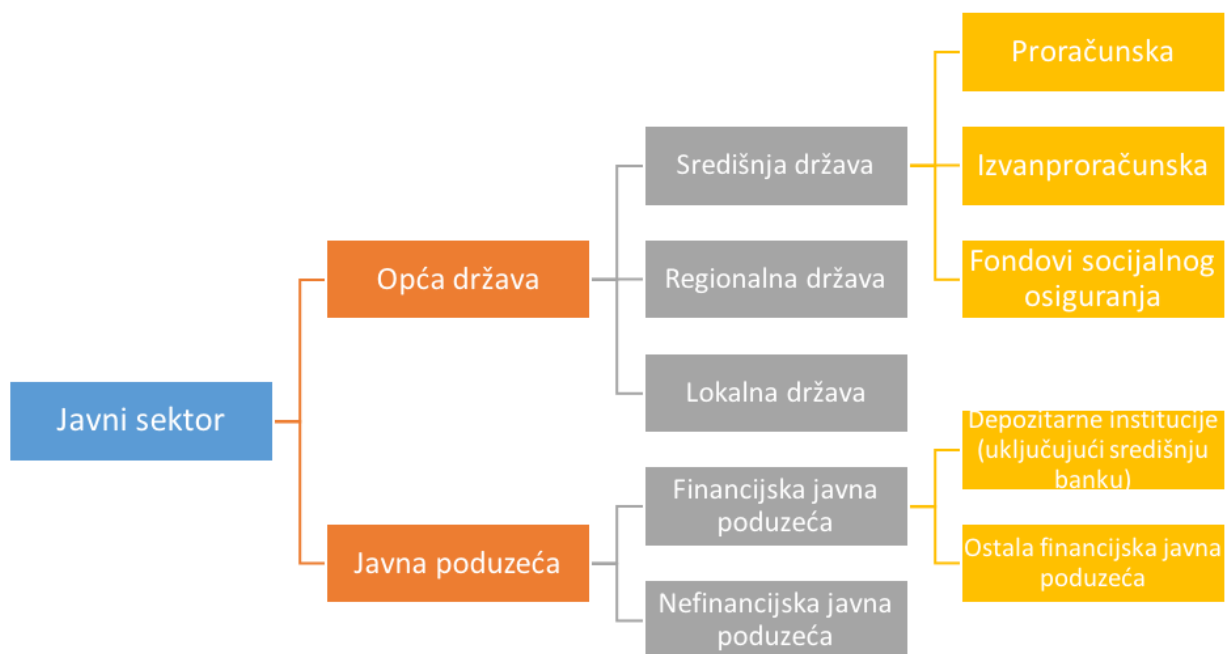 Javni sektor
Opća država
Središnja država
Proračunska
Izvanproračunska
Fondovi socijalnog
osiguranja
Regionalna država
Lokalna država
Javna poduzeća
Financijska javna
poduzeća
Depozitarne institucije
(uključujući središnju
banku)
Ostala financijska javna
poduzeća
Nefinancijska javna
poduzeća